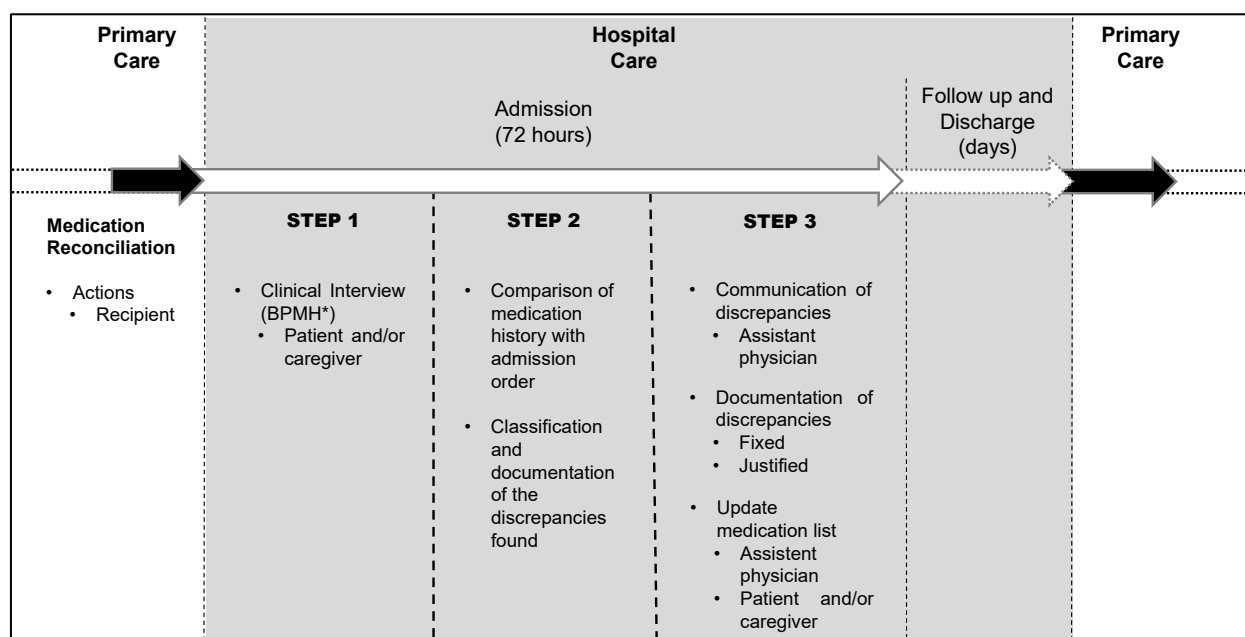 Primary
Care
Hospital
Care
Primary
Care
Admission
(72 hours)
Follow up and
Discharge
(days)
Medication
Reconciliation
• Actions
• Recipient
STEP 1
• Clinical Interview
(BPMH*)
• Patient and/or
caregiver
STEP 2
• Comparison of
medication
history with
admission
order
• Classification
and
documentation
of the
discrepancies
found
STEP 3
• Communication of
discrepancies
• Assistant
physician
• Documentation of
discrepancies
• Fixed
• Justified
• Update
medication list
• Assistent
physician
• Patient and/or
caregiver